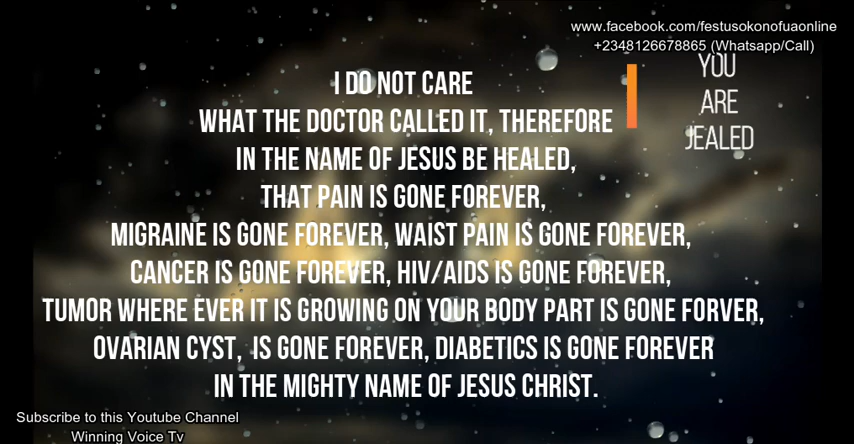 www.facebook.com/festusokonofuaonline
+2348126678865 (Whatsapp/Call)
YOU
ARE
JEALED
I DO NOT CARE
WHAT THE DOCTOR CALLED IT, THEREFORE
IN THE NAME OF JESUS BE HEALED,
THAT PAIN IS GONE FOREVER,
MIGRAINE IS GONE FOREVER, WAIST PAIN IS GONE FOREVER,
CANCER IS GONE FOREVER, HIV/AIDS IS GONE FOREVER,
TUMOR WHERE EVER IT IS GROWING ON YOUR BODY PART IS GONE FORVER,
OVARIAN CYST, IS GONE FOREVER, DIABETICS IS GONE FOREVER
IN THE MIGHTY NAME OF JESUS CHRIST.
Subscribe to this Youtube Channel
Winning Voice Tv